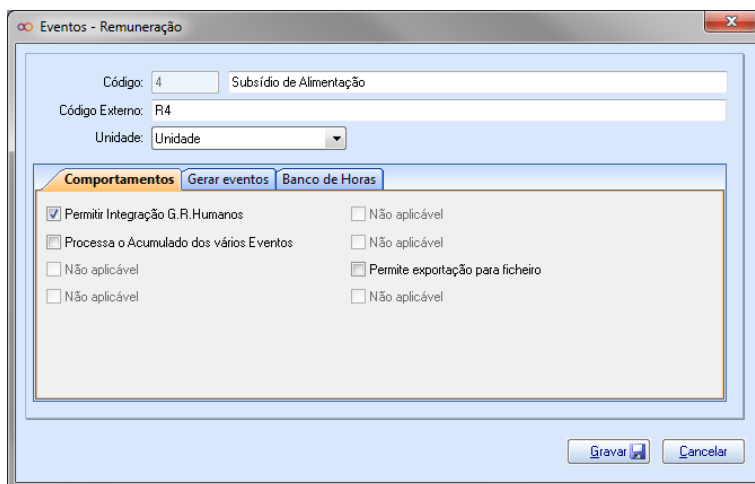 Eventos - Remuneração
Código: 4 Subsídio de Alimentação
Código Externo: R4
Unidade: Unidade
Comportamentos Gerar eventos Banco de Horas
Permitir Integração G.R.Humanos Não aplicável
Processa o Acumulado dos vários Eventos Não aplicável
Não aplicável Permite exportação para ficheiro
Não aplicável Não aplicável
Gravar Cancelar